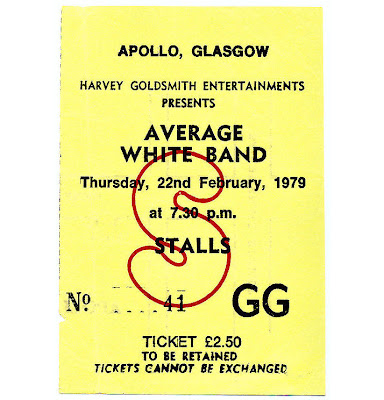 APOLLO, GLASGOW
HARVEY GOLDSMITH ENTERTAINMENTS
PRESENTS
AVERAGE
WHITE BAND
Thursday, 22nd February, 1979
at 7.30 p.m.
S
STALLS
Nº 41 GG
TICKET £2.50
TO BE RETAINED
TICKETS CANNOT BE EXCHANGED